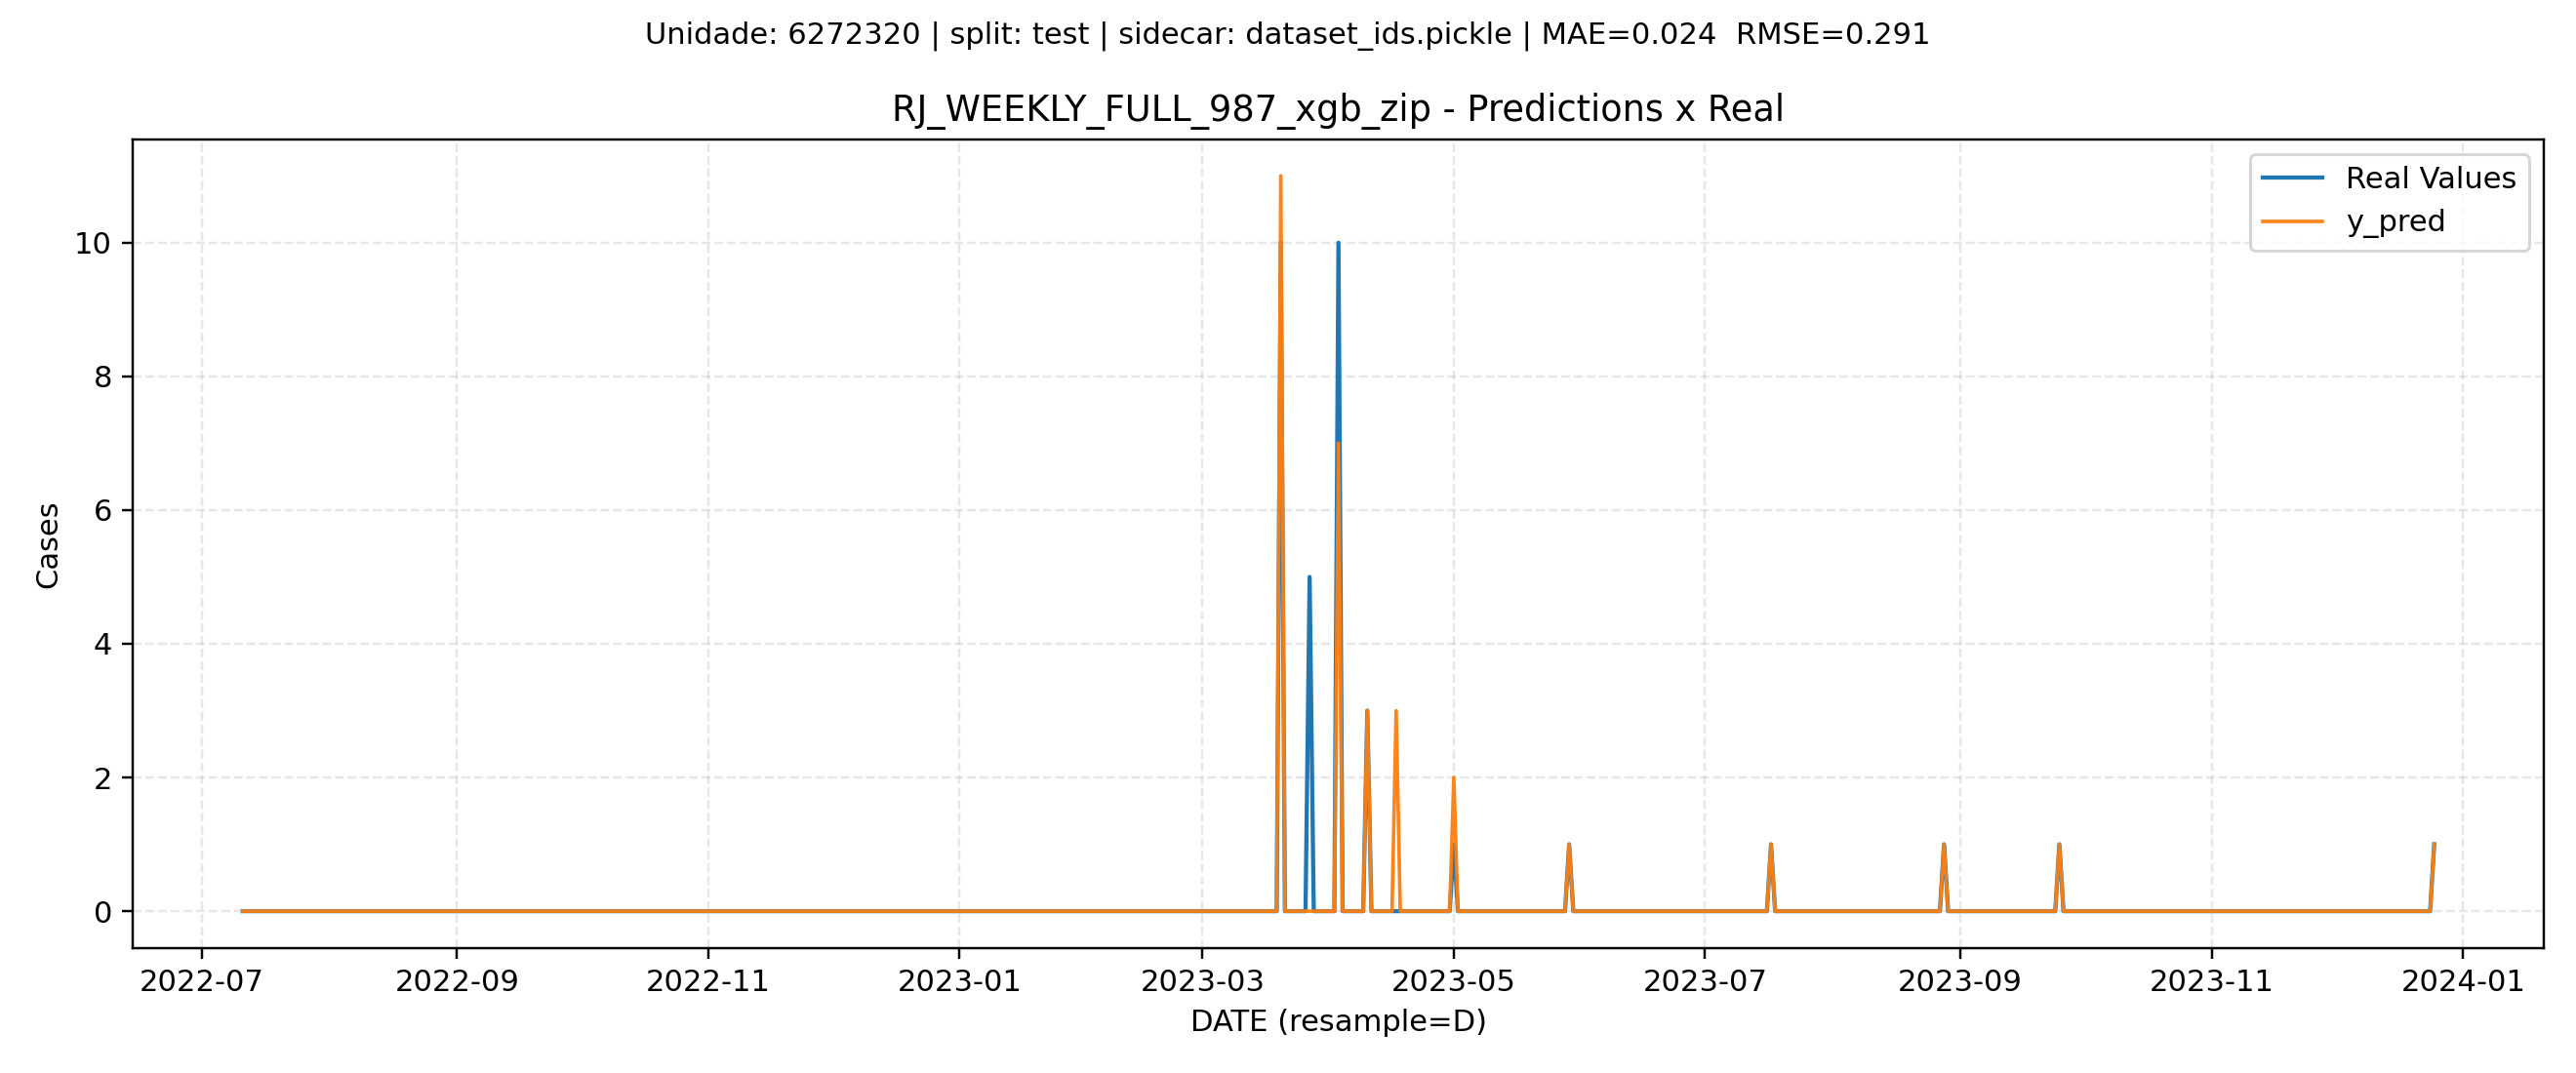 Unidade: 6272320 | split: test | sidecar: dataset_ids.pickle | MAE=0.024  RMSE=0.291
RJ_WEEKLY_FULL_987_xgb_zip - Predictions x Real
Real Values
y_pred
10
8
6
4
2
0
Cases
2022-07 2022-09 2022-11 2023-01 2023-03 2023-05 2023-07 2023-09 2023-11 2024-01
DATE (resample=D)